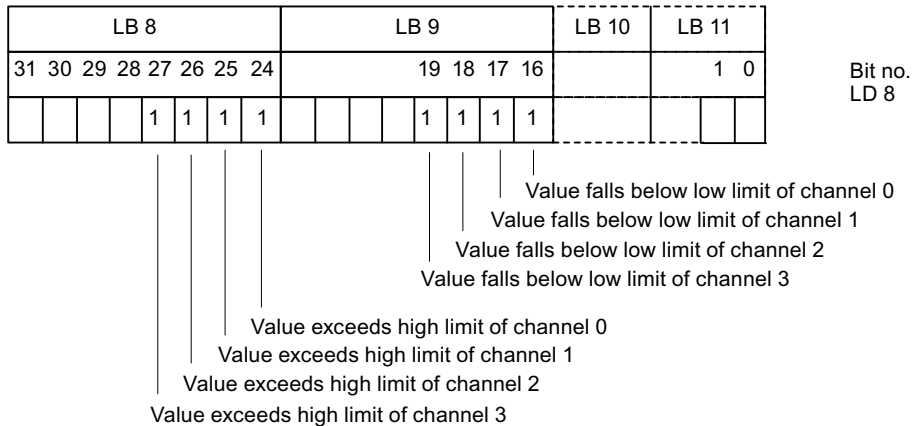 LB 8 LB 9 LB 10 LB 11
31 30 29 28 27 26 25 24 19 18 17 16 1 0 Bit no.
LD 8
1 1 1 1 1 1 1 1
Value falls below low limit of channel 0
Value falls below low limit of channel 1
Value falls below low limit of channel 2
Value falls below low limit of channel 3
Value exceeds high limit of channel 0
Value exceeds high limit of channel 1
Value exceeds high limit of channel 2
Value exceeds high limit of channel 3